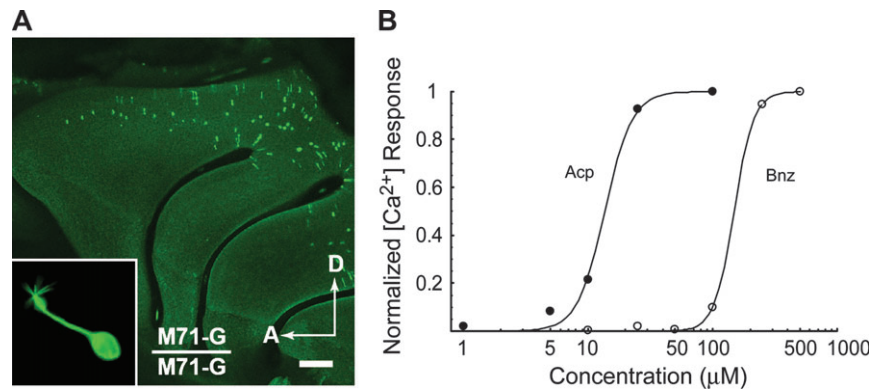 A
D
A
M71-G
M71-G
B
Normalized [Ca²⁺] Response
1
0.8
0.6
0.4
0.2
Acp
Bnz
1 5 10 50 100 500 1000
Concentration (μM)